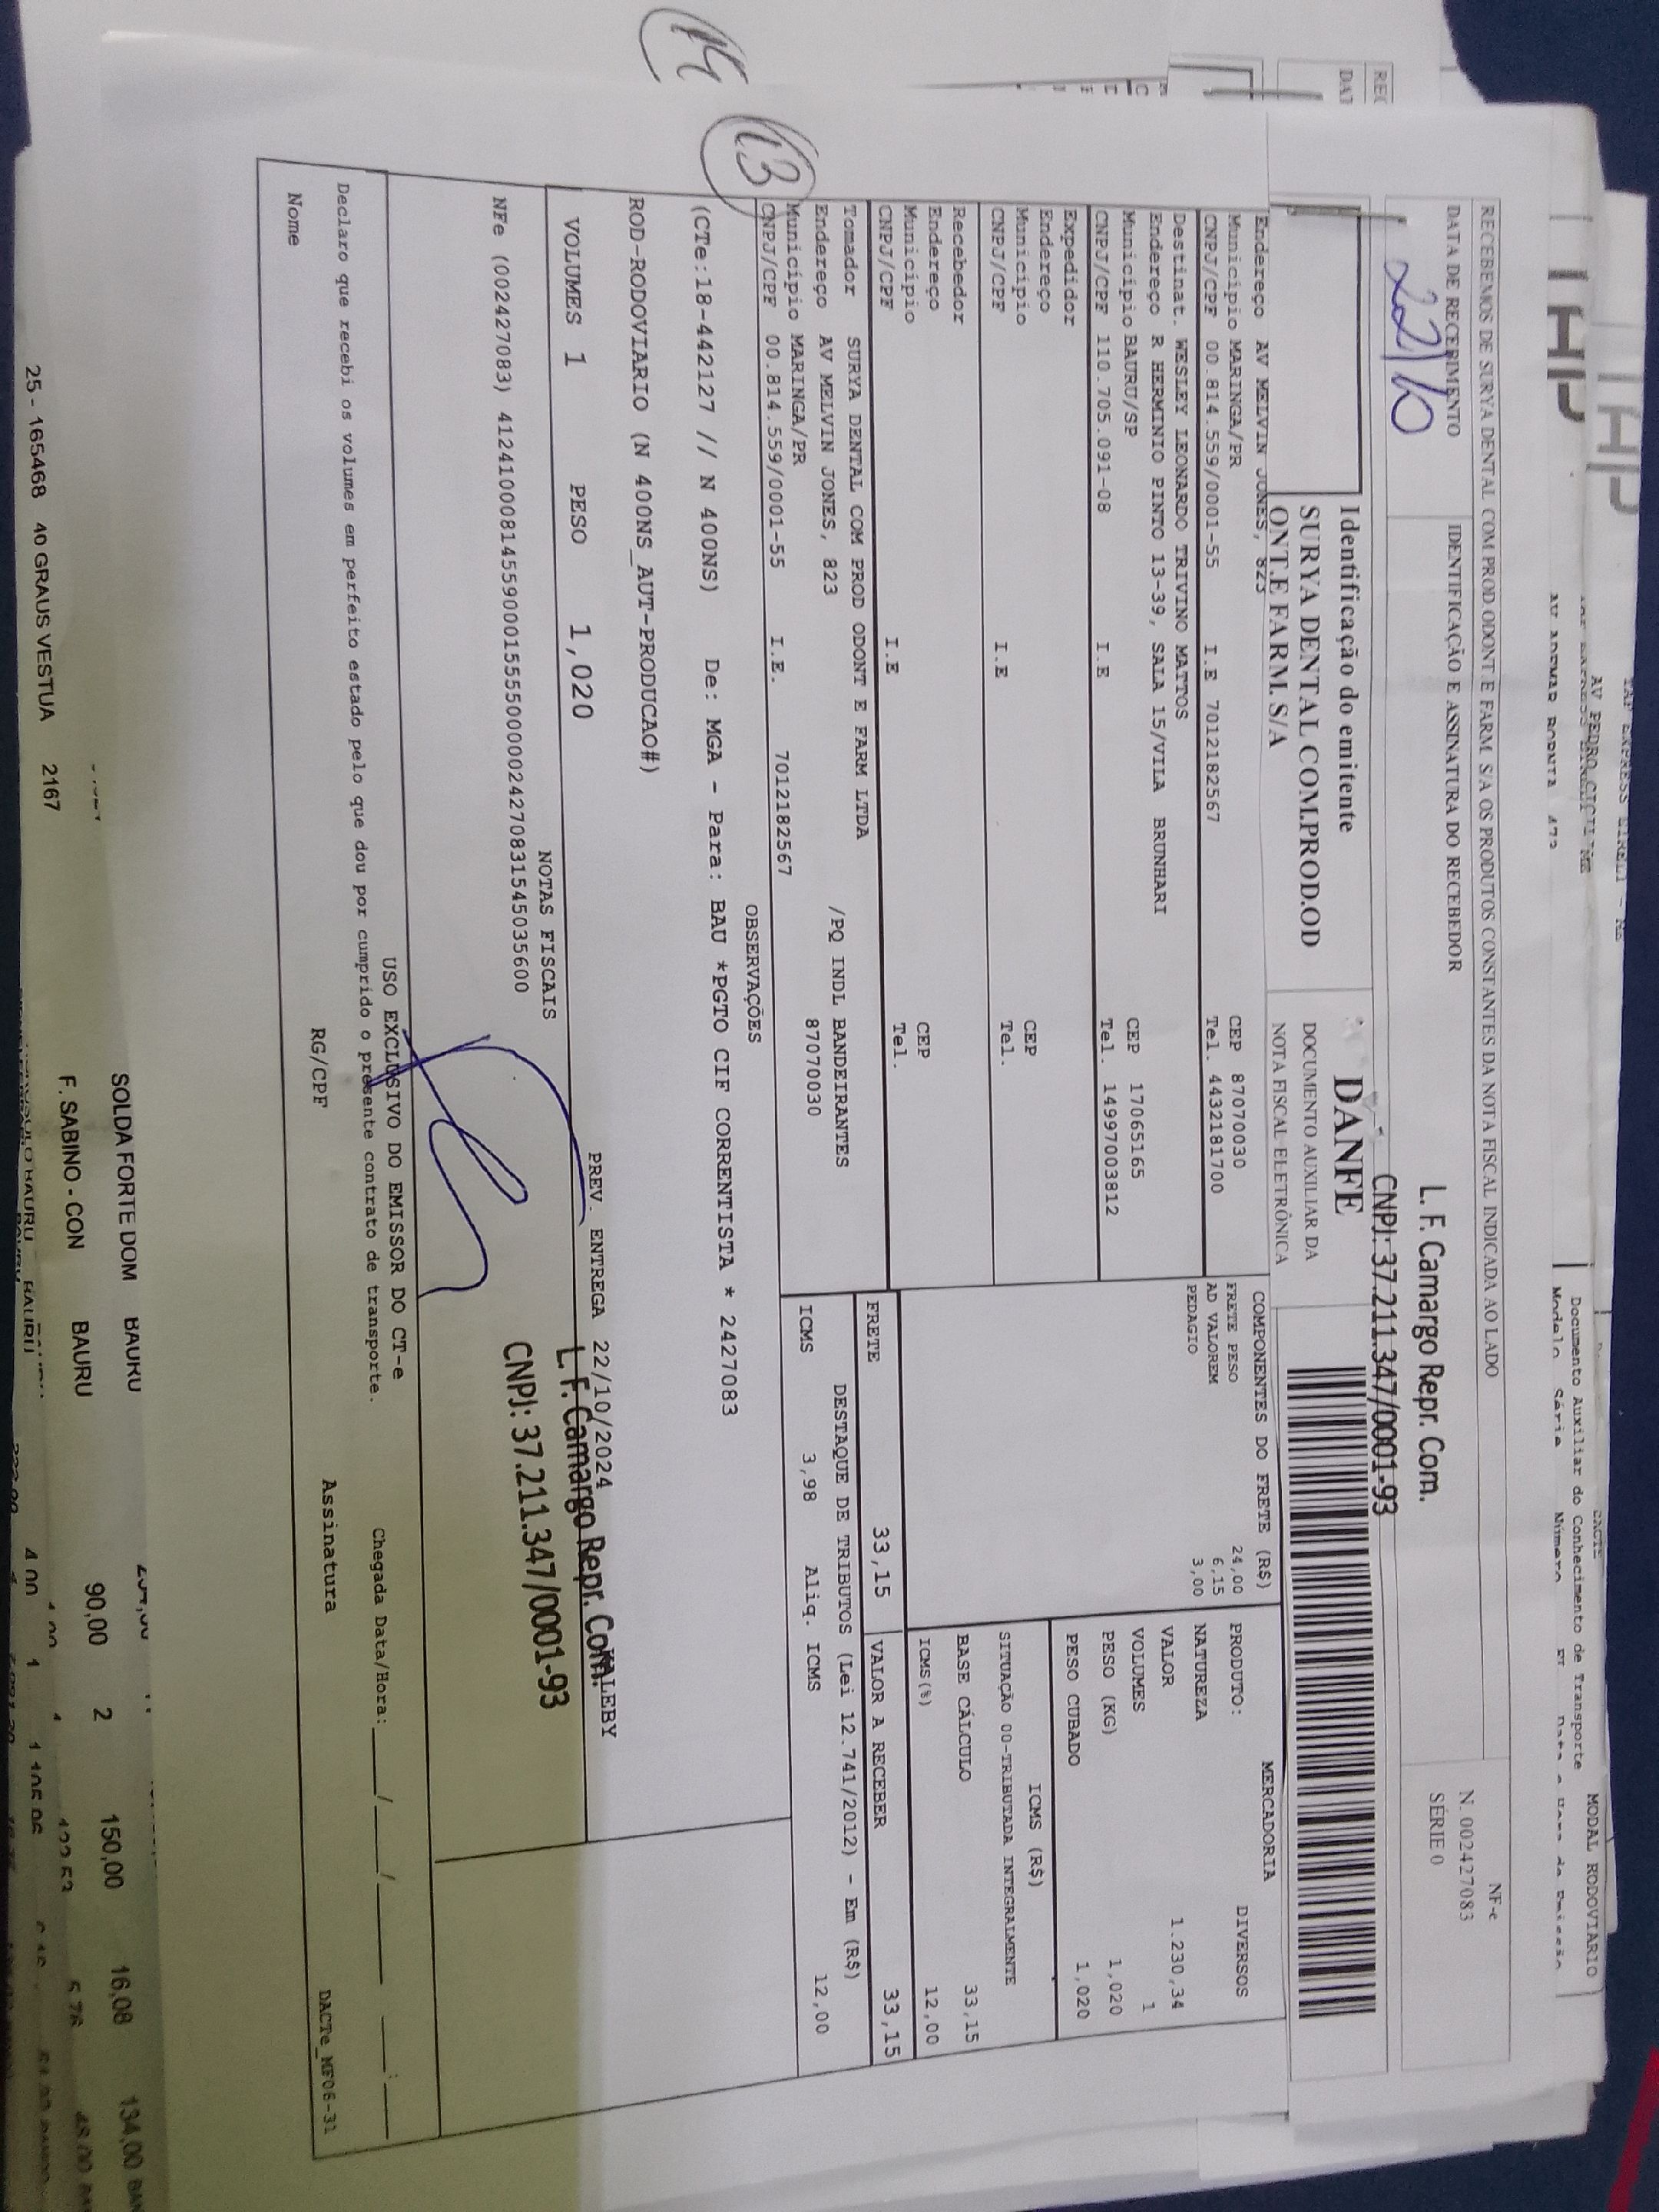 RECEBEMOS DE SURYA DENTAL COM.PROD.ODONT E FARM S/A OS PRODUTOS CONSTANTES DA NOTA FISCAL INDICADA AO LADO
DATA DE RECEBIMENTO
IDENTIFICAÇÃO E ASSINATURA DO RECEBEDOR
22/10
L. F. Camargo Repr. Com.
CNPJ: 37.211.347/0001-93
NF-e
N. 002427083
SÉRIE 0
Identificação do emitente
SURYA DENTAL COM.PROD.OD
ONT.E FARM. S/A
DANFE
DOCUMENTO AUXILIAR DA
NOTA FISCAL ELETRÔNICA
Endereço AV MELVIN JONES, 823
Município MARINGA/PR CEP 87070030
CNPJ/CPF 00.814.559/0001-55 I.E 7012182567 Tel. 4432181700
Destinat. WESLEY LEONARDO TRIVINO MATTOS
Endereço R HERMINIO PINTO 13-39, SALA 15/VILA BRUNHARI
Município BAURU/SP CEP 17065165
CNPJ/CPF 110.705.091-08 I.E Tel. 14997003812
Expedidor
Endereço
Município CEP
CNPJ/CPF I.E Tel.
Recebedor
Endereço
Município CEP
CNPJ/CPF I.E Tel.
Tomador SURYA DENTAL COM PROD ODONT E FARM LTDA
Endereço AV MELVIN JONES, 823 /PQ INDL BANDEIRANTES
Município MARINGA/PR 87070030
CNPJ/CPF 00.814.559/0001-55 I.E. 7012182567
COMPONENTES DO FRETE (R$)
FRETE PESO 24,00
AD VALOREM 6,15
PEDAGIO 3,00
MERCADORIA
PRODUTO: DIVERSOS
NATUREZA
VALOR 1.230,34
VOLUMES 1
PESO (KG) 1,020
PESO CUBADO 1,020
ICMS (R$)
SITUAÇÃO 00-TRIBUTADA INTEGRALMENTE
BASE CÁLCULO 33,15
ICMS(%) 12,00
FRETE 33,15 VALOR A RECEBER 33,15
DESTAQUE DE TRIBUTOS (Lei 12.741/2012) - Em (R$)
ICMS 3,98 Aliq. ICMS 12,00
OBSERVAÇÕES
(CTe:18-442127 // N 400NS) De: MGA - Para: BAU *PGTO CIF CORRENTISTA * 2427083
ROD-RODOVIARIO (N 400NS_AUT-PRODUCAO#)
VOLUMES 1 PESO 1,020 PREV. ENTREGA 22/10/2024 KALEBY
NOTAS FISCAIS
L. F. Camargo Repr. Com.
CNPJ: 37.211.347/0001-93
NFe (002427083) 41241000814559000155550000024270831545035600
USO EXCLUSIVO DO EMISSOR DO CT-e
Declaro que recebi os volumes em perfeito estado pelo que dou por cumprido o presente contrato de transporte. Chegada Data/Hora:____/____/____ ___:___
Nome RG/CPF Assinatura
DACTe_MF06-31
14
13
Documento Auxiliar do Conhecimento de Transporte
MODAL RODOVIARIO
SOLDA FORTE DOM BAURU
F. SABINO - CON BAURU 90,00 2 150,00 16,08 134,00
25 - 165468 40 GRAUS VESTUA 2167